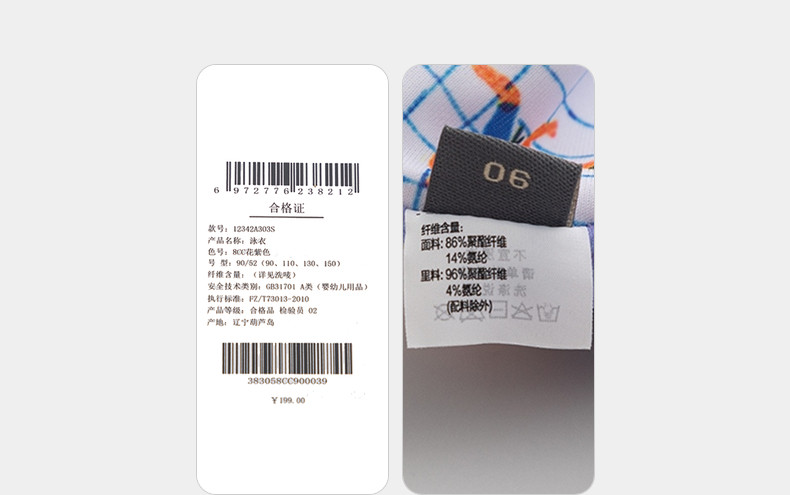 6 972776 238212
合格证
款号：12342A303S
产品名称：泳衣
色号：8CC花紫色
号 型：90/52（90、110、130、150）
纤维含量：（详见洗唛）
安全技术类别：GB31701 A类（婴幼儿用品）
执行标准：FZ/T73013-2010
产品等级：合格品 检验员 02
产地：辽宁葫芦岛
383058CC900039
¥199.00
90
纤维含量：
面料：86%聚酯纤维
14%氨纶
里料：96%聚酯纤维
4%氨纶
(配料除外)